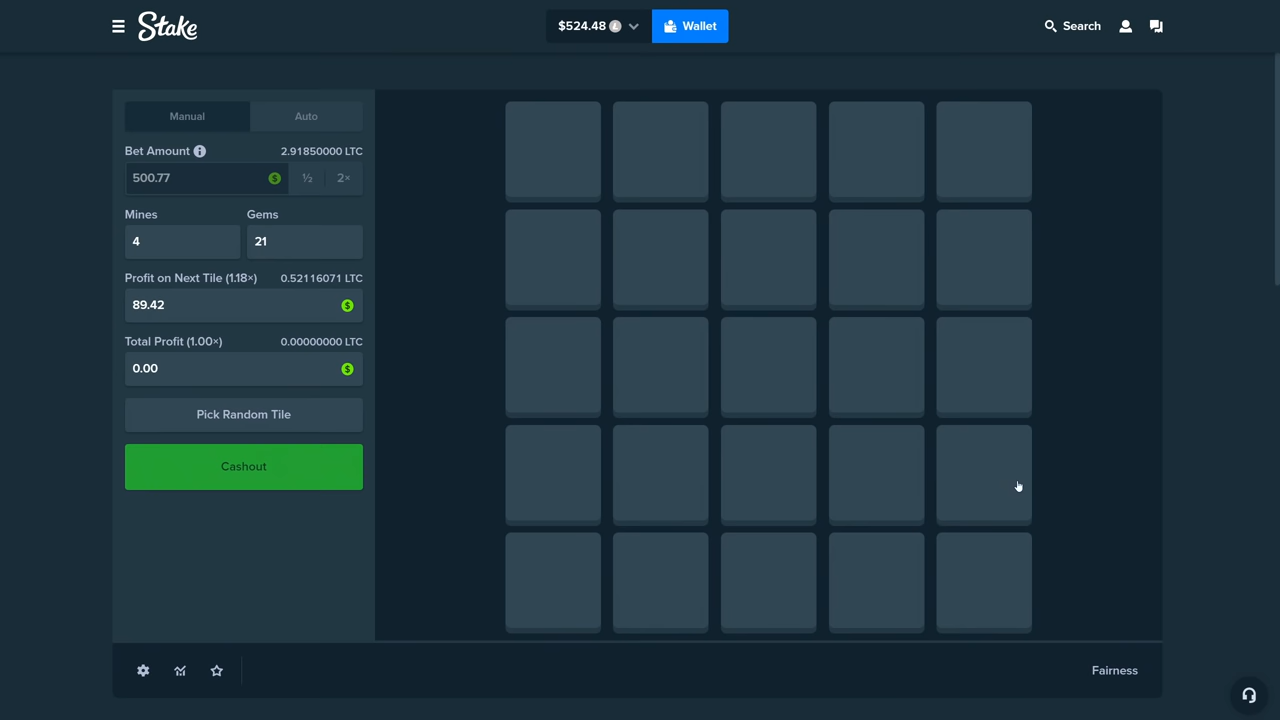 Stake
$524.48
Wallet
Search
Manual
Auto
Bet Amount
2.91850000 LTC
500.77
½
2×
Mines
Gems
4
21
Profit on Next Tile (1.18×)
0.52116071 LTC
89.42
Total Profit (1.00×)
0.00000000 LTC
0.00
Pick Random Tile
Cashout
Fairness